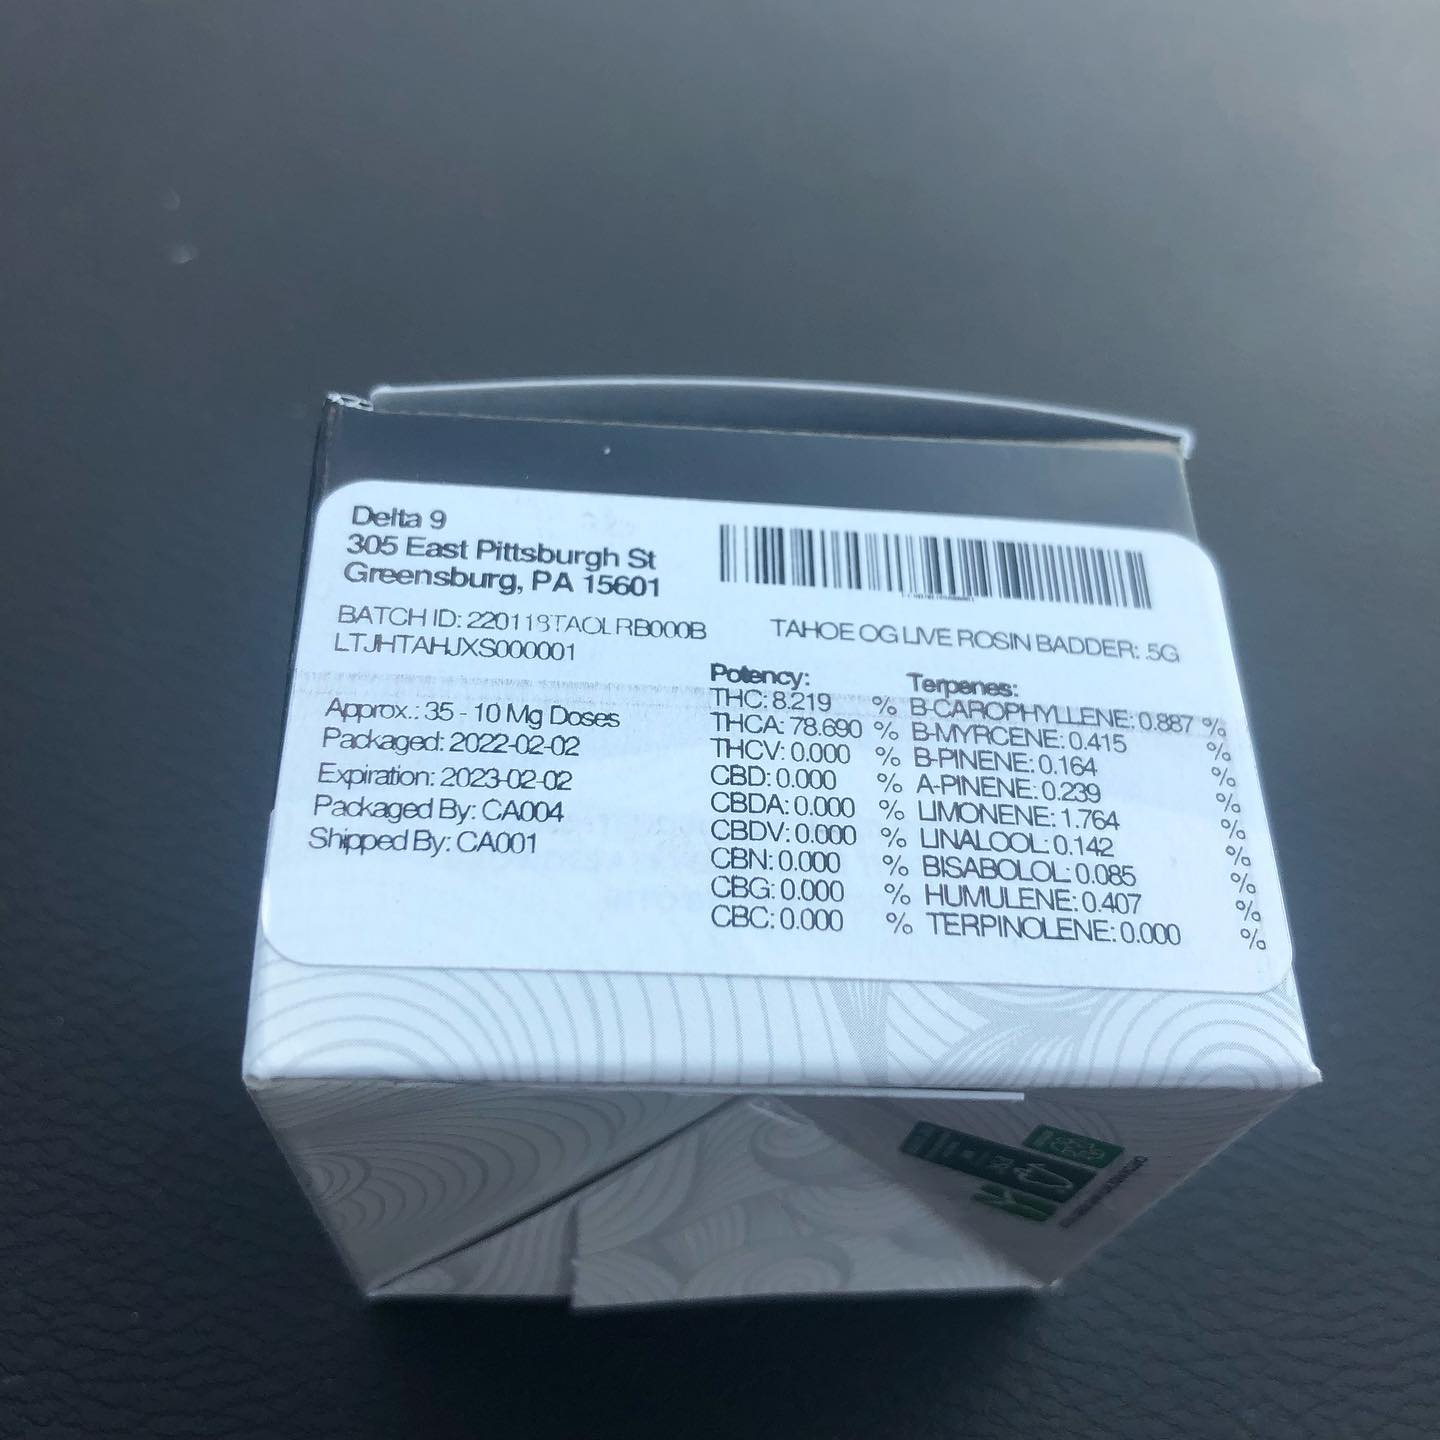 Delta 9
305 East Pittsburgh St
Greensburg, PA 15601
BATCH ID: 220118TAOLRB000B
LTJHTAHJXS000001
Approx.: 35 - 10 Mg Doses
Packaged: 2022-02-02
Expiration: 2023-02-02
Packaged By: CA004
Shipped By: CA001
TAHOE OG LIVE ROSIN BADDER: .5G
Potency:
THC: 8.219 %
THCA: 78.690 %
THCV: 0.000 %
CBD: 0.000 %
CBDA: 0.000 %
CBDV: 0.000 %
CBN: 0.000 %
CBG: 0.000 %
CBC: 0.000 %
Terpenes:
B-CAROPHYLLENE: 0.887 %
B-MYRCENE: 0.415 %
B-PINENE: 0.164 %
A-PINENE: 0.239 %
LIMONENE: 1.764 %
LINALOOL: 0.142 %
BISABOLOL: 0.085 %
HUMULENE: 0.407 %
TERPINOLENE: 0.000 %